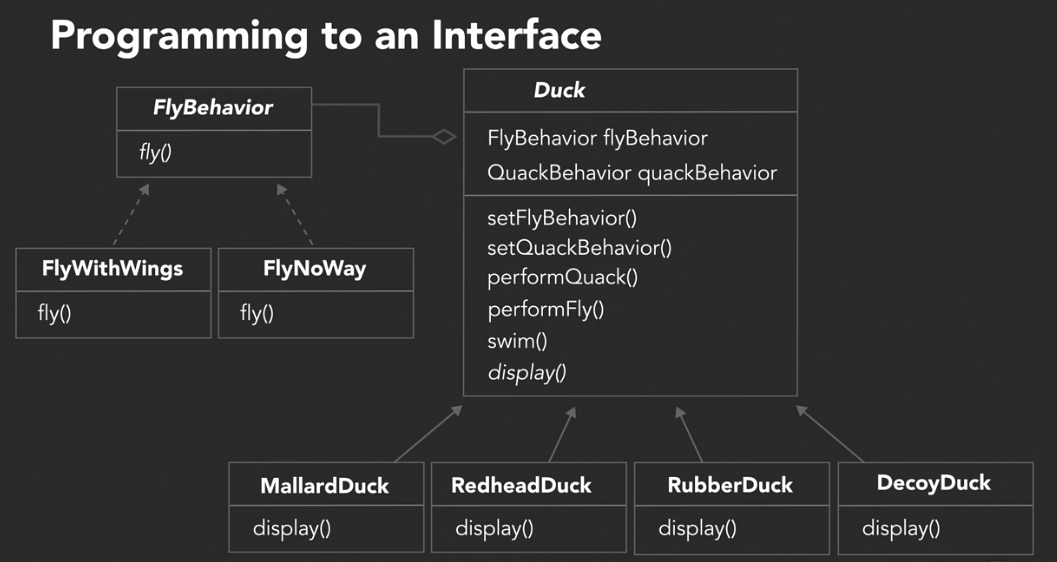 Programming to an Interface
FlyBehavior
fly()
FlyWithWings
fly()
FlyNoWay
fly()
Duck
FlyBehavior flyBehavior
QuackBehavior quackBehavior
setFlyBehavior()
setQuackBehavior()
performQuack()
performFly()
swim()
display()
MallardDuck
display()
RedheadDuck
display()
RubberDuck
display()
DecoyDuck
display()